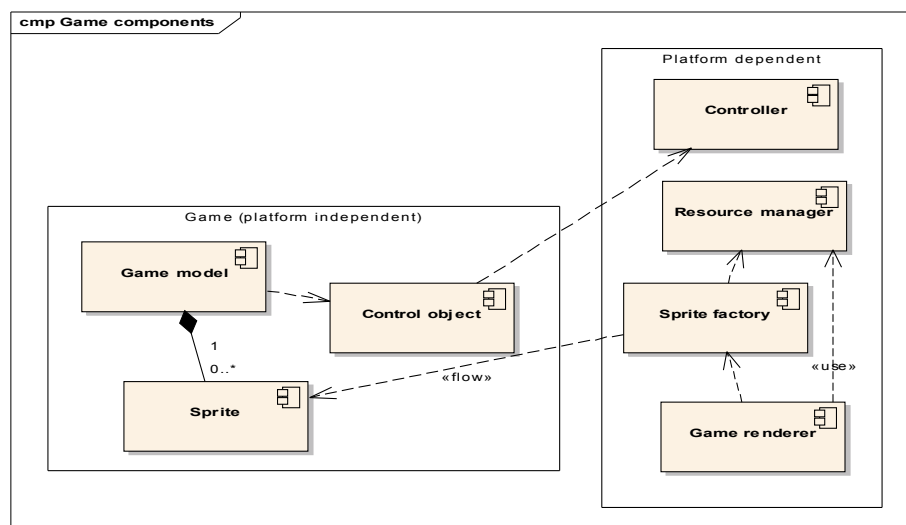 cmp Game components
Platform dependent
Controller
Resource manager
Game (platform independent)
Game model
Control object
Sprite factory
1
0..*
«flow»
«use»
Sprite
Game renderer